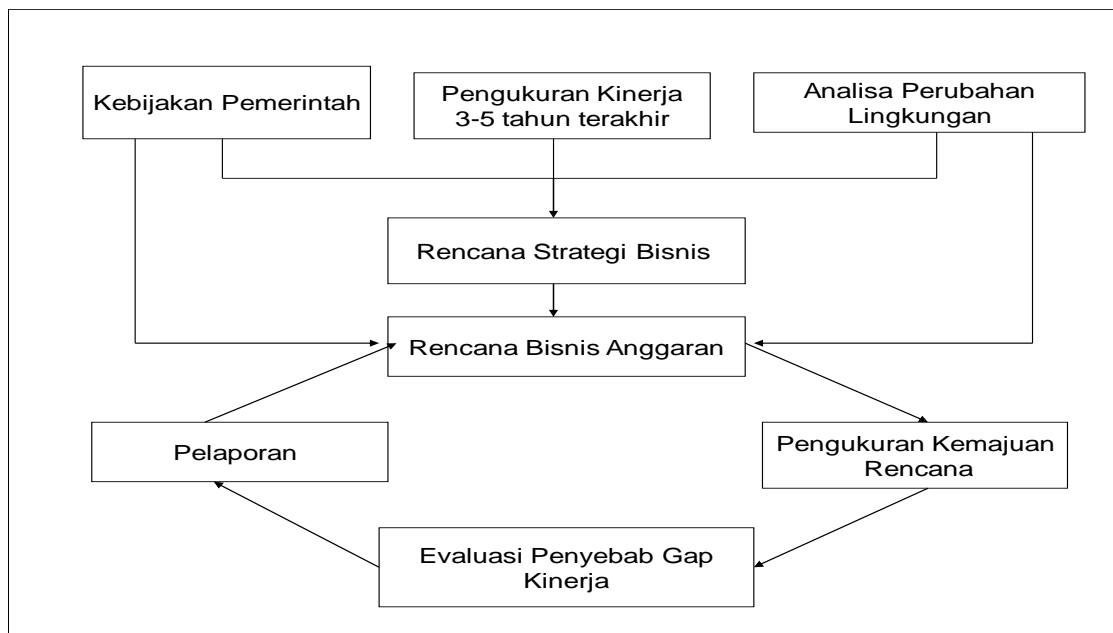 Kebijakan Pemerintah
Pengukuran Kinerja
3-5 tahun terakhir
Analisa Perubahan
Lingkungan
Rencana Strategi Bisnis
Rencana Bisnis Anggaran
Pelaporan
Pengukuran Kemajuan
Rencana
Evaluasi Penyebab Gap
Kinerja